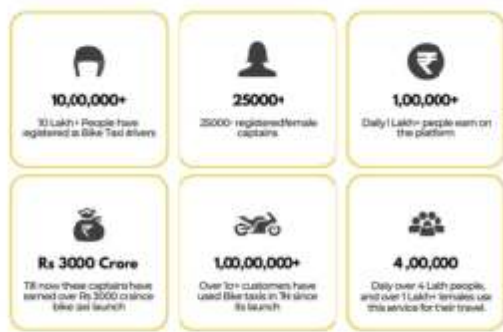 10,00,000+
10 Lakh+ People have
registered as Bike Taxi drivers
25000+
25000+ registered female
captains
1,00,000+
Daily 1 Lakh+ people earn on
the platform
Rs 3000 Crore
Till now these captains have
earned over Rs 3000 cr since
bike taxi launch
1,00,00,000+
Over 1cr+ customers have
used Bike taxis in TN since
its launch
4,00,000
Daily over 4 Lakh people,
and over 1 Lakh+ females use
this service for their travel.